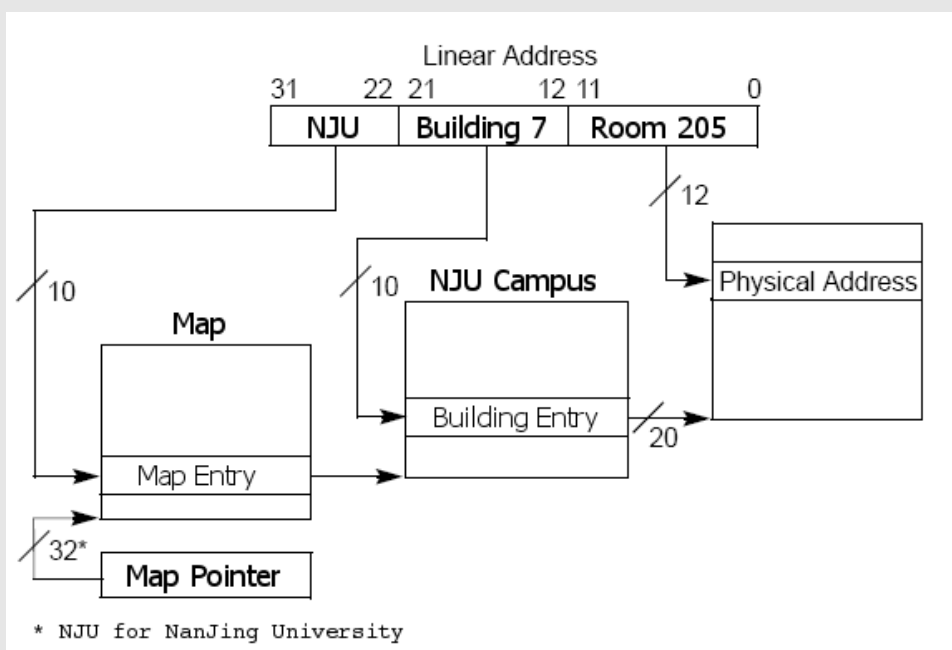 Linear Address
31 22 21 12 11 0
NJU Building 7 Room 205
12
10
10
NJU Campus
Physical Address
Map
Building Entry
20
Map Entry
32*
Map Pointer
* NJU for NanJing University